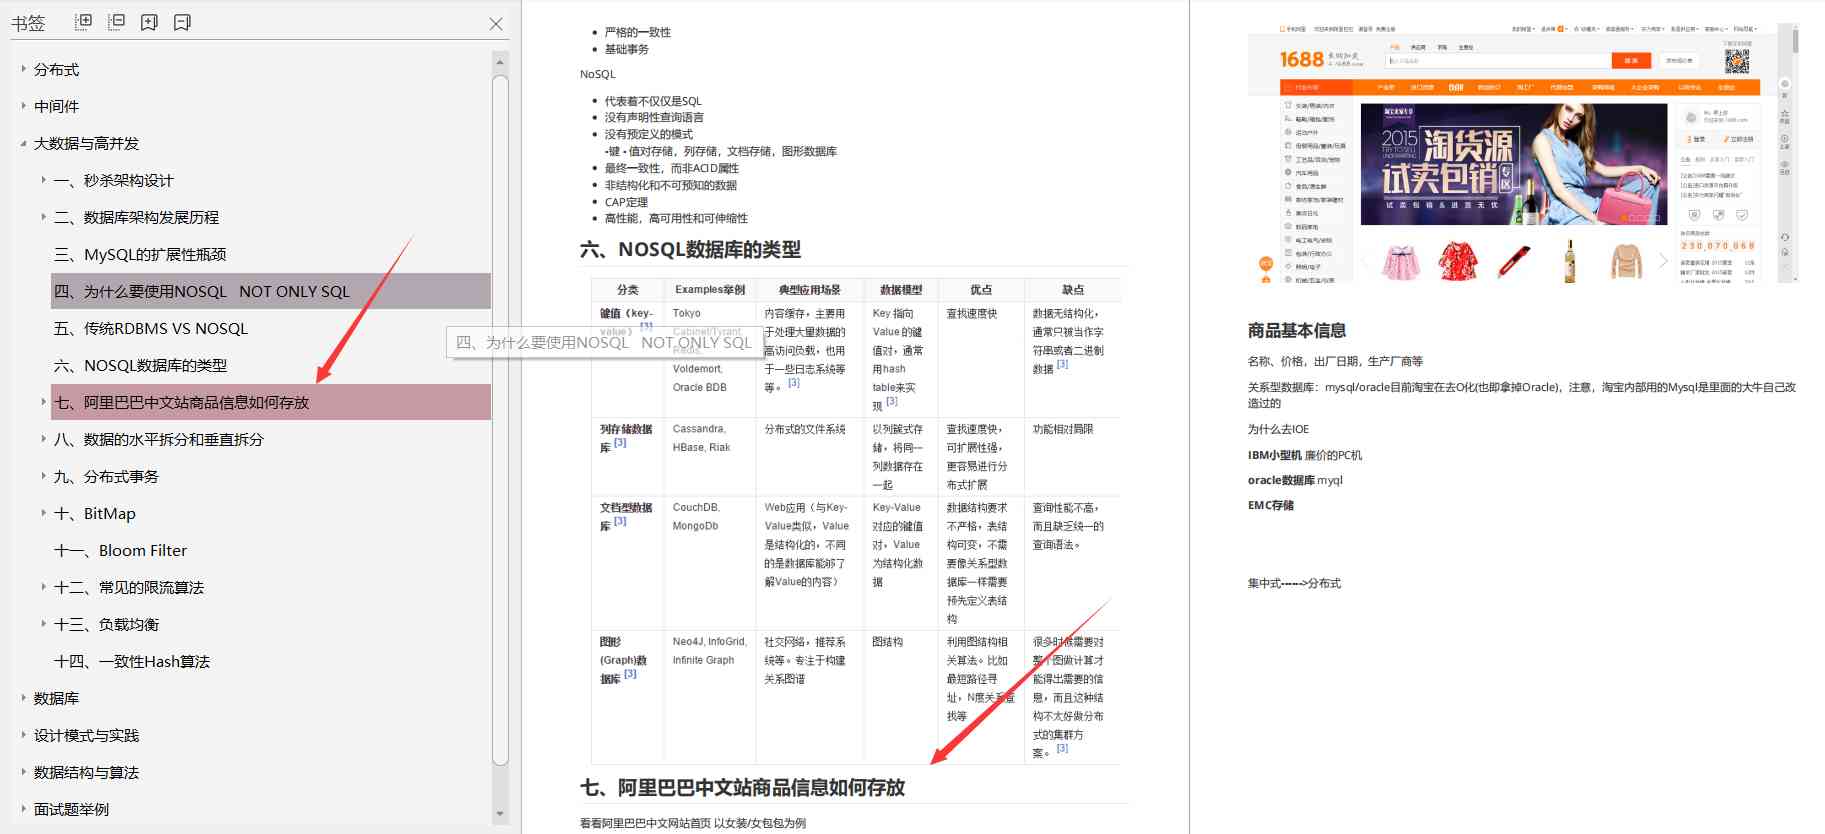 书签
分布式
中间件
大数据与高并发
一、秒杀架构设计
二、数据库架构发展历程
三、MySQL的扩展性瓶颈
四、为什么要使用NOSQL   NOT ONLY SQL
五、传统RDBMS VS NOSQL
六、NOSQL数据库的类型
七、阿里巴巴中文站商品信息如何存放
八、数据的水平拆分和垂直拆分
九、分布式事务
十、BitMap
十一、Bloom Filter
十二、常见的限流算法
十三、负载均衡
十四、一致性Hash算法
数据库
设计模式与实践
数据结构与算法
面试题举例
四、为什么要使用NOSQL   NOT ONLY SQL
• 严格的一致性
• 基础事务
NoSQL
• 代表着不仅仅是SQL
• 没有声明性查询语言
• 没有预定义的模式
-键 - 值对存储，列存储，文档存储，图形数据库
• 最终一致性，而非ACID属性
• 非结构化和不可预知的数据
• CAP定理
• 高性能，高可用性和可伸缩性
六、NOSQL数据库的类型
分类 Examples举例 典型应用场景 数据模型 优点 缺点
键值（key-
value）[3]
Tokyo
Cabinet/Tyrant,
Redis,
Voldemort,
Oracle BDB
内容缓存，主要用
于处理大量数据的
高访问负载，也用
于一些日志系统等
等。[3]
Key 指向
Value 的键
值对，通常
用hash
table来实
现 [3]
查找速度快
数据无结构化，
通常只被当作字
符串或者二进制
数据 [3]
列存储数据
库 [3]
Cassandra,
HBase, Riak
分布式的文件系统
以列簇式存
储，将同一
列数据存在
一起
查找速度快，
可扩展性强，
更容易进行分
布式扩展
功能相对局限
文档型数据
库 [3]
CouchDB,
MongoDb
Web应用（与Key-
Value类似，Value
是结构化的，不同
的是数据库能够了
解Value的内容）
Key-Value
对应的键值
对，Value
为结构化数
据
数据结构要求
不严格，表结
构可变，不需
要像关系型数
据库一样需要
预先定义表结
构
查询性能不高，
而且缺乏统一的
查询语法。
图形
(Graph)数
据库 [3]
Neo4J, InfoGrid,
Infinite Graph
社交网络，推荐系
统等。专注于构建
关系图谱
图结构
利用图结构相
关算法。比如
最短路径寻
址，N度关系查
找等
很多时候需要对
整个图做计算才
能得出需要的信
息，而且这种结
构不太好做分布
式的集群方
案。[3]
七、阿里巴巴中文站商品信息如何存放
看看阿里巴巴中文网站首页 以女装/女包包为例
1688
2015
TRY TO SELL
UNDERWRITING
淘货源
试卖包销
专区
试卖包销&进货无忧
230,070,068
商品基本信息
名称、价格，出厂日期，生产厂商等
关系型数据库：mysql/oracle目前淘宝在去O化(也即拿掉Oracle)，注意，淘宝内部用的Mysql是里面的大牛自己改
造过的
为什么去IOE
IBM小型机 廉价的PC机
oracle数据库 myql
EMC存储
集中式------>分布式